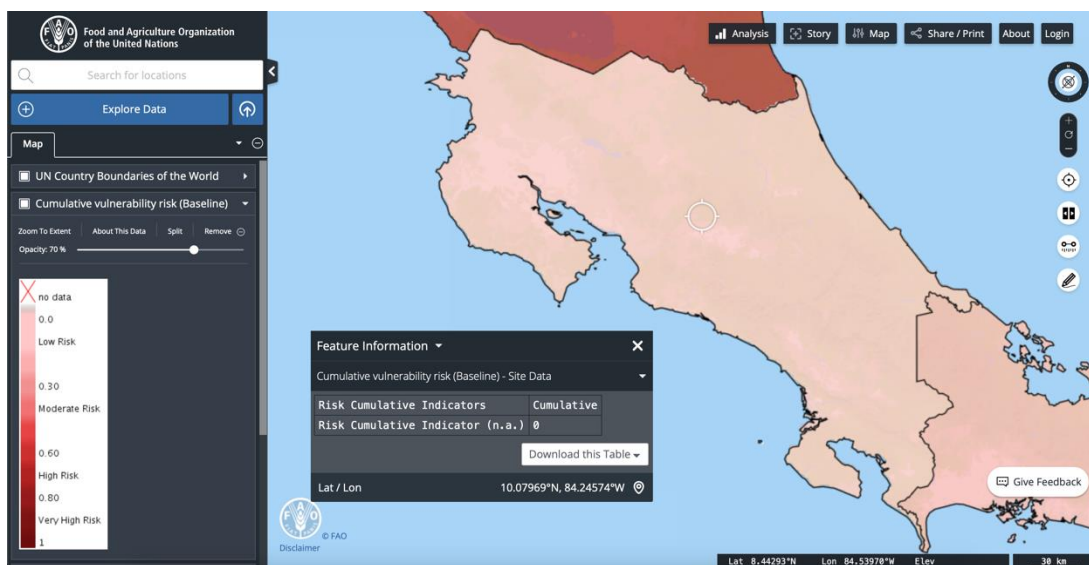 Food and Agriculture Organization
of the United Nations
Search for locations
Explore Data
Map
UN Country Boundaries of the World
Cumulative vulnerability risk (Baseline)
Zoom To Extent
About This Data
Split
Remove
Opacity: 70 %
no data
0.0
Low Risk
0.30
Moderate Risk
0.60
High Risk
0.80
Very High Risk
1
Analysis
Story
Map
Share / Print
About
Login
Feature Information
Cumulative vulnerability risk (Baseline) - Site Data
Risk Cumulative Indicators Cumulative
Risk Cumulative Indicator (n.a.) 0
Download this Table
Lat / Lon 10.07969°N, 84.24574°W
Give Feedback
© FAO
Disclaimer
Lat 8.44293°N Lon 84.53970°W Elev 30 km